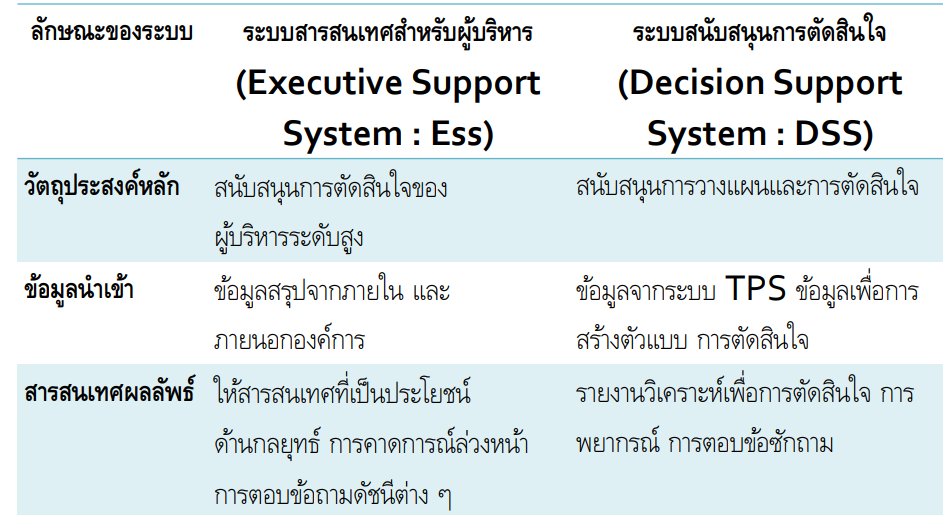 ลักษณะของระบบ ระบบสารสนเทศสำหรับผู้บริหาร ระบบสนับสนุนการตัดสินใจ
(Executive Support (Decision Support
System : Ess) System : DSS)
วัตถุประสงค์หลัก สนับสนุนการตัดสินใจของ สนับสนุนการวางแผนและการตัดสินใจ
ผู้บริหารระดับสูง
ข้อมูลนำเข้า ข้อมูลสรุปจากภายใน และ ข้อมูลจากระบบ TPS ข้อมูลเพื่อการ
ภายนอกองค์การ สร้างตัวแบบ การตัดสินใจ
สารสนเทศผลลัพธ์ ให้สารสนเทศที่เป็นประโยชน์ รายงานวิเคราะห์เพื่อการตัดสินใจ การ
ด้านกลยุทธ์ การคาดการณ์ล่วงหน้า พยากรณ์ การตอบข้อซักถาม
การตอบข้อถามดัชนีต่าง ๆ